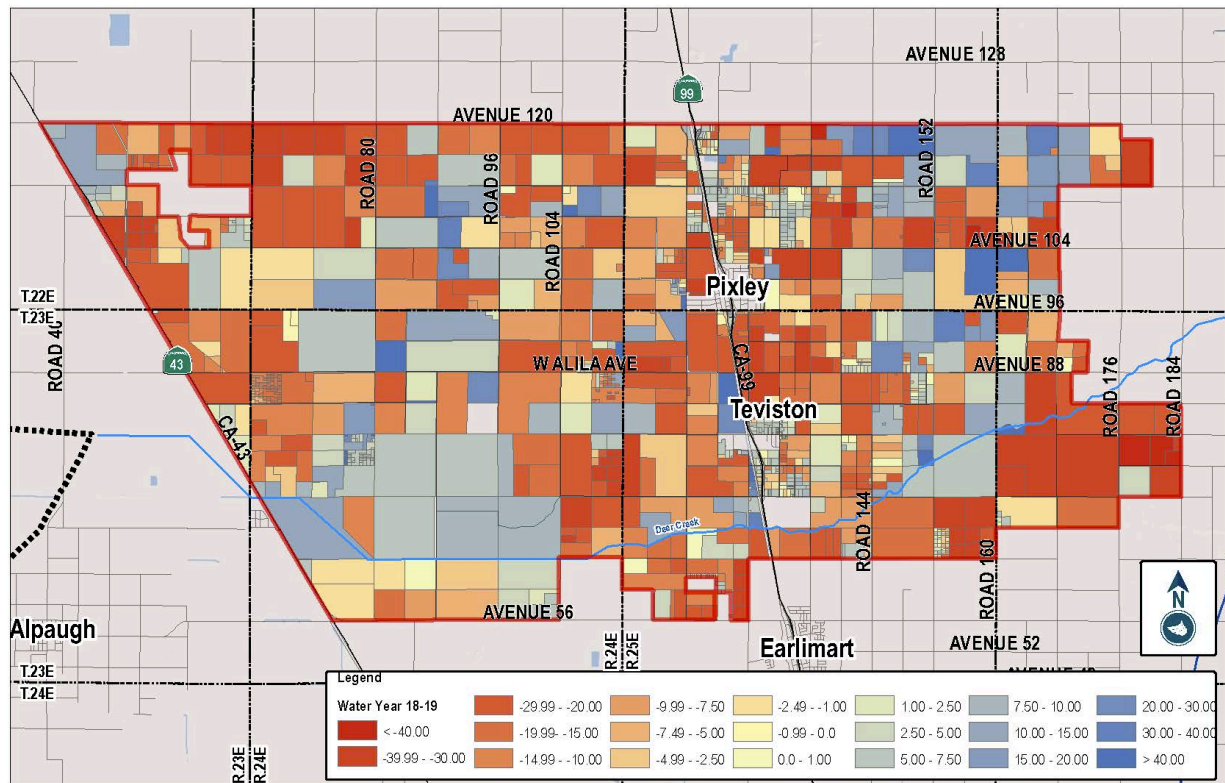 AVENUE 128
99
AVENUE 120
ROAD 80
ROAD 96
ROAD 152
ROAD 104
AVENUE 104
Pixley
T.22E
T.23E
AVENUE 96
ROAD 40
43
W ALILA AVE
CA-99
AVENUE 88
ROAD 176
ROAD 184
Teviston
CA-43
ROAD 144
Deer Creek
ROAD 160
N
AVENUE 56
Alpaugh
R.24E
R.25E
Earlimart
AVENUE 52
T.23E
T.24E
R.23E
R.24E
Legend
Water Year 18-19
< -40.00
-39.99 - -30.00
-29.99 - -20.00
-19.99 - -15.00
-14.99 - -10.00
-9.99 - -7.50
-7.49 - -5.00
-4.99 - -2.50
-2.49 - -1.00
-0.99 - 0.0
0.0 - 1.00
1.00 - 2.50
2.50 - 5.00
5.00 - 7.50
7.50 - 10.00
10.00 - 15.00
15.00 - 20.00
20.00 - 30.00
30.00 - 40.00
> 40.00